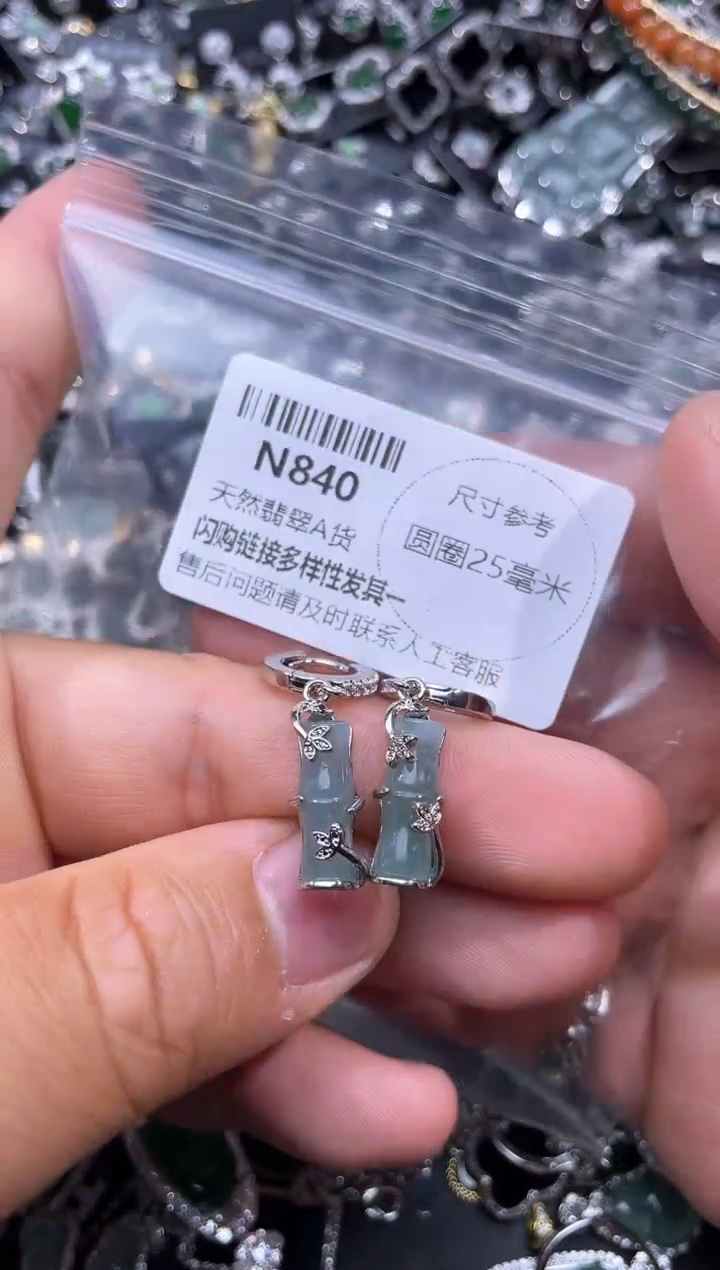 N840
天然翡翠A货
闪购链接多样性发其一
售后问题请及时联系人工客服
尺寸参考
圆圈25毫米